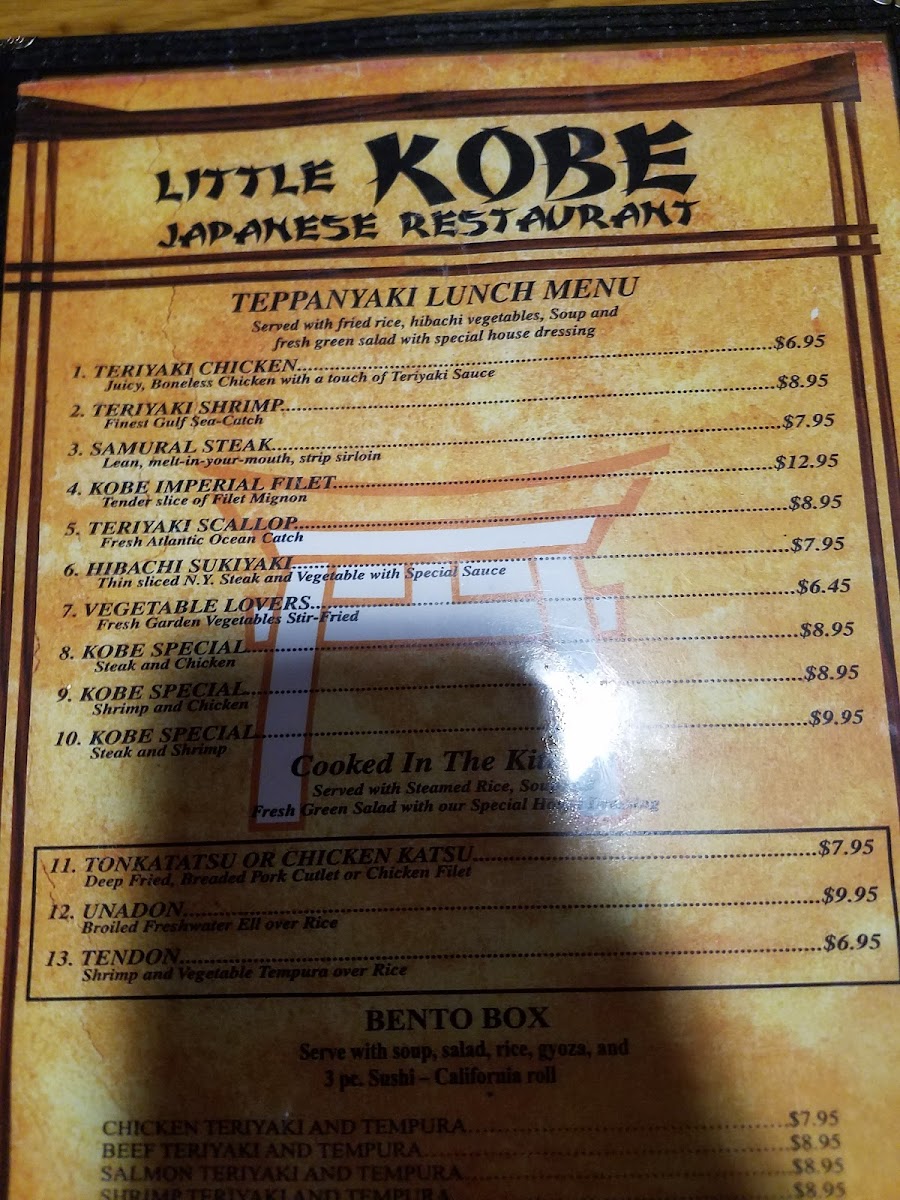 LITTLE KOBE
JAPANESE RESTAURANT
TEPPANYAKI LUNCH MENU
Served with fried rice, hibachi vegetables, Soup and
fresh green salad with special house dressing
1. TERIYAKI CHICKEN $6.95
Juicy, Boneless Chicken with a touch of Teriyaki Sauce
2. TERIYAKI SHRIMP $8.95
Finest Gulf Sea-Catch
3. SAMURAL STEAK $7.95
Lean, melt-in-your-mouth, strip sirloin
4. KOBE IMPERIAL FILET $12.95
Tender slice of Filet Mignon
5. TERIYAKI SCALLOP $8.95
Fresh Atlantic Ocean Catch
6. HIBACHI SUKIYAKI $7.95
Thin sliced N.Y. Steak and Vegetable with Special Sauce
7. VEGETABLE LOVERS $6.45
Fresh Garden Vegetables Stir-Fried
8. KOBE SPECIAL $8.95
Steak and Chicken
9. KOBE SPECIAL $8.95
Shrimp and Chicken
10. KOBE SPECIAL $9.95
Steak and Shrimp
Cooked In The
Served with Steamed Rice,
Fresh Green Salad with our Special
11. TONKATATSU OR CHICKEN KATSU $7.95
Deep Fried, Breaded Pork Cutlet or Chicken Filet
12. UNADON $9.95
Broiled Freshwater Ell over Rice
13. TENDON $6.95
Shrimp and Vegetable Tempura over Rice
BENTO BOX
Serve with soup, salad, rice, gyoza, and
3 pc. Sushi – California roll
CHICKEN TERIYAKI AND TEMPURA $7.95
BEEF TERIYAKI AND TEMPURA $8.95
SALMON TERIYAKI AND TEMPURA $8.95
SHRIMP TERIYAKI AND TEMPURA $8.95